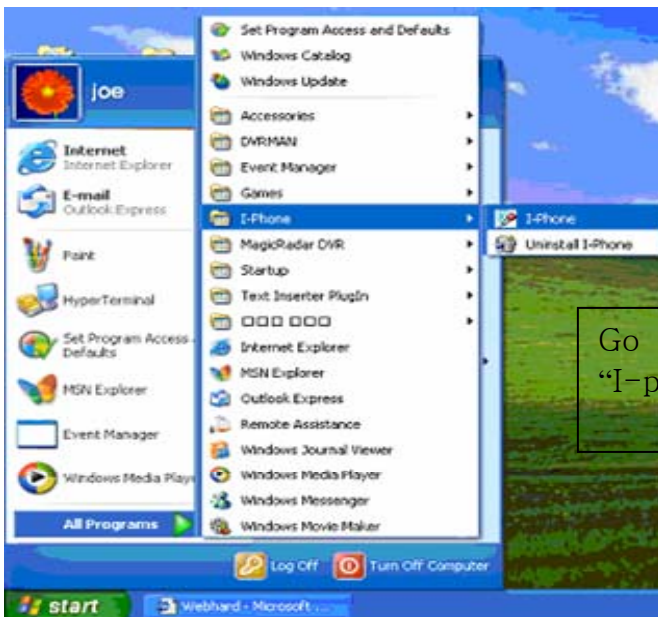 joe
Internet
Internet Explorer
E-mail
Outlook Express
Paint
HyperTerminal
Set Program Access
Defaults
MSN Explorer
Event Manager
Windows Media Playe
All Programs
Set Program Access and Defaults
Windows Catalog
Windows Update
Accessories
DVRMAN
Event Manager
Games
I-Phone
MagicRadar DVR
Startup
Text Inserter PlugIn
□□□ □□□
Internet Explorer
MSN Explorer
Outlook Express
Remote Assistance
Windows Journal Viewer
Windows Media Player
Windows Messenger
Windows Movie Maker
I-Phone
Uninstall I-Phone
Go
“I-p
Log Off
Turn Off Computer
start
Webhard - Microsoft ...